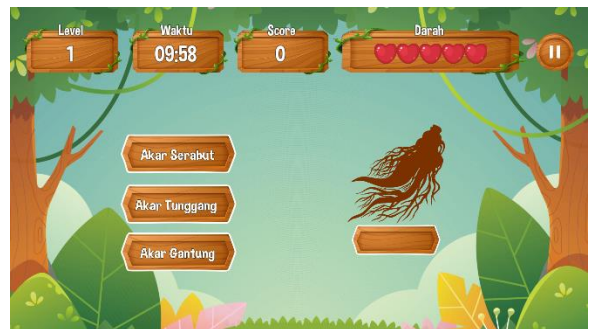 Level
1
Waktu
09:58
Score
0
Darah
Akar Serabut
Akar Tunggang
Akar Gantung